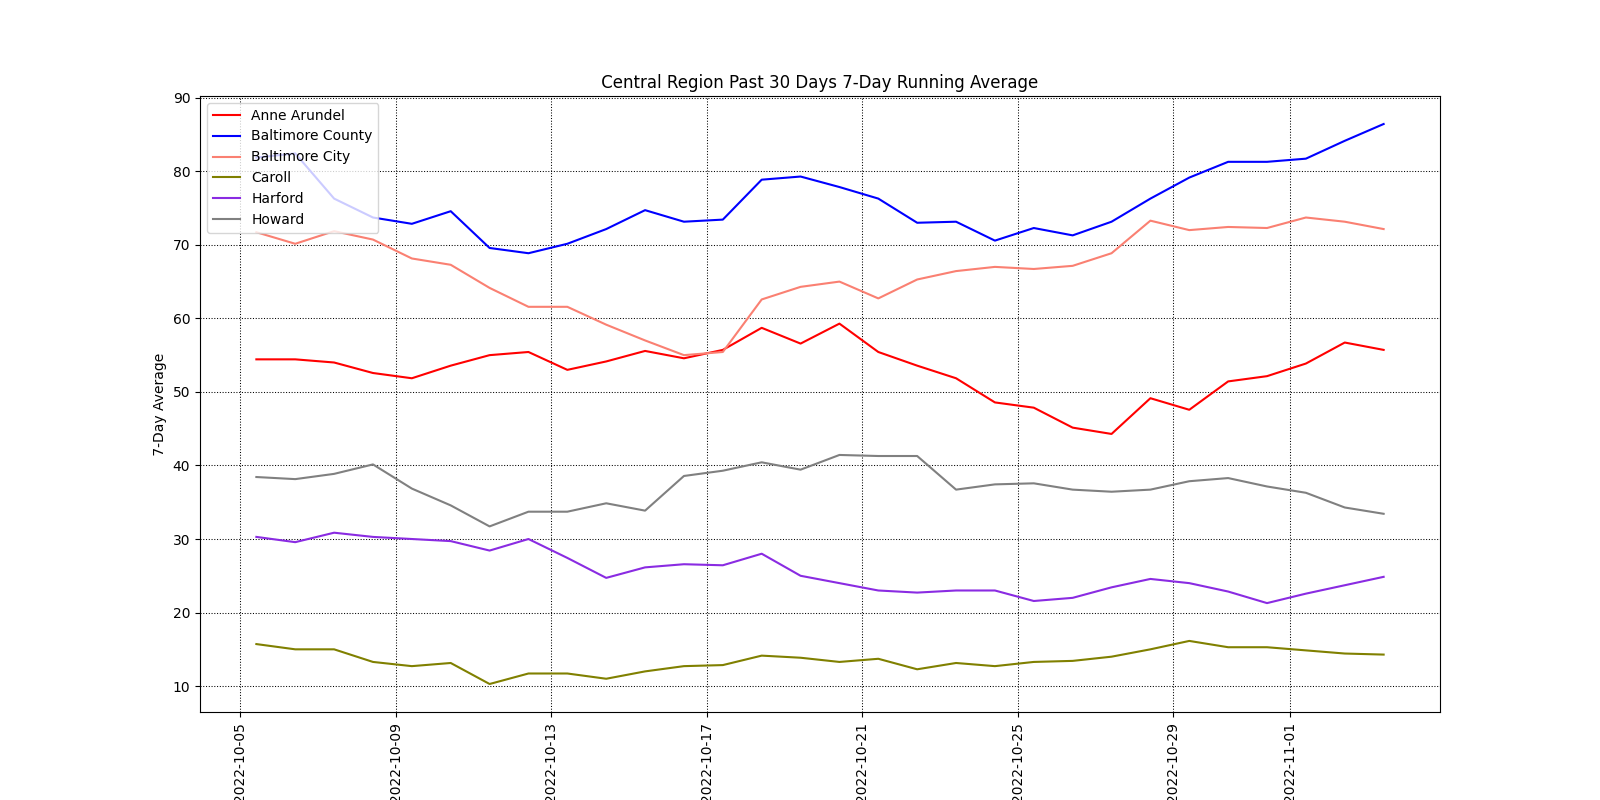 Central Region Past 30 Days 7-Day Running Average
7-Day Average
90
80
70
60
50
40
30
20
10
Anne Arundel
Baltimore County
Baltimore City
Caroll
Harford
Howard
2022-10-05
2022-10-09
2022-10-13
2022-10-17
2022-10-21
2022-10-25
2022-10-29
2022-11-01